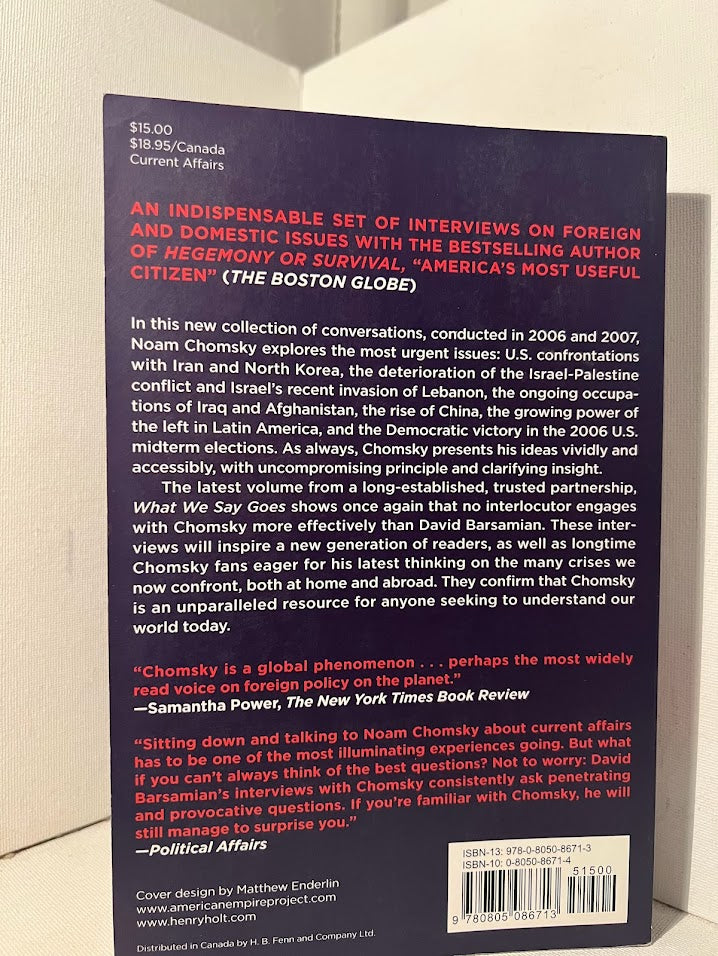 $15.00
$18.95/Canada
Current Affairs
AN INDISPENSABLE SET OF INTERVIEWS ON FOREIGN
AND DOMESTIC ISSUES WITH THE BESTSELLING AUTHOR
OF HEGEMONY OR SURVIVAL, “AMERICA’S MOST USEFUL
CITIZEN” (THE BOSTON GLOBE)
In this new collection of conversations, conducted in 2006 and 2007,
Noam Chomsky explores the most urgent issues: U.S. confrontations
with Iran and North Korea, the deterioration of the Israel-Palestine
conflict and Israel’s recent invasion of Lebanon, the ongoing occupa-
tions of Iraq and Afghanistan, the rise of China, the growing power of
the left in Latin America, and the Democratic victory in the 2006 U.S.
midterm elections. As always, Chomsky presents his ideas vividly and
accessibly, with uncompromising principle and clarifying insight.
The latest volume from a long-established, trusted partnership,
What We Say Goes shows once again that no interlocutor engages
with Chomsky more effectively than David Barsamian. These inter-
views will inspire a new generation of readers, as well as longtime
Chomsky fans eager for his latest thinking on the many crises we
now confront, both at home and abroad. They confirm that Chomsky
is an unparalleled resource for anyone seeking to understand our
world today.
“Chomsky is a global phenomenon . . . perhaps the most widely
read voice on foreign policy on the planet.”
—Samantha Power, The New York Times Book Review
“Sitting down and talking to Noam Chomsky about current affairs
has to be one of the most illuminating experiences going. But what
if you can’t always think of the best questions? Not to worry: David
Barsamian’s interviews with Chomsky consistently ask penetrating
and provocative questions. If you’re familiar with Chomsky, he will
still manage to surprise you.”
—Political Affairs
Cover design by Matthew Enderlin
www.americanempireproject.com
www.henryholt.com
Distributed in Canada by H. B. Fenn and Company Ltd.
ISBN-13: 978-0-8050-8671-3
ISBN-10: 0-8050-8671-4
51500
9 780805 086713